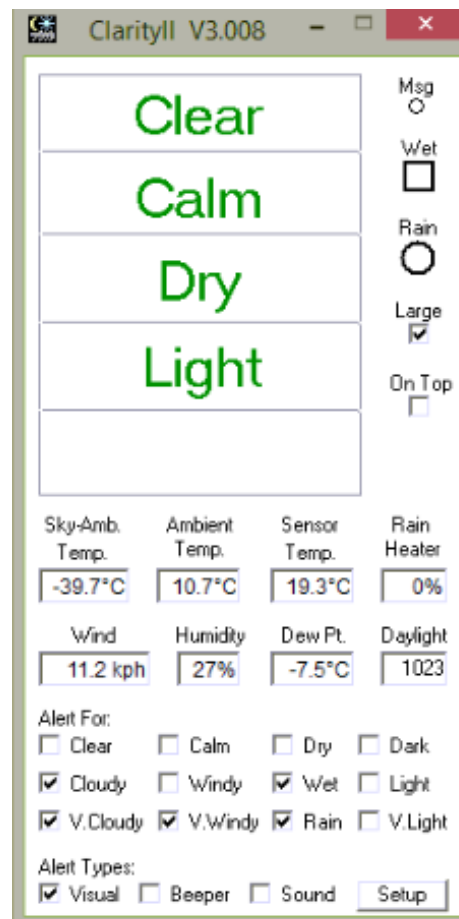 ClarityII V3.008
Clear
Calm
Dry
Light
Msg
Wet
Rain
Large
On Top
Sky-Amb. Temp. Ambient Temp. Sensor Temp. Rain Heater
-39.7°C 10.7°C 19.3°C 0%
Wind Humidity Dew Pt. Daylight
11.2 kph 27% -7.5°C 1023
Alert For:
Clear Calm Dry Dark
Cloudy Windy Wet Light
V.Cloudy V.Windy Rain V.Light
Alert Types:
Visual Beeper Sound Setup